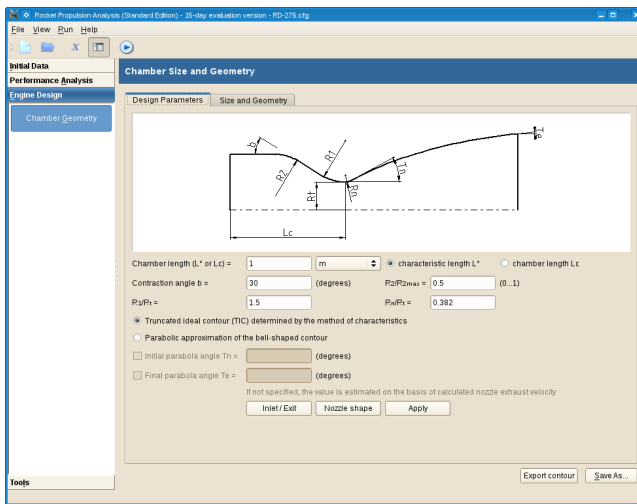 Rocket Propulsion Analysis (Standard Edition) - 15-day evaluation version - RD-275.cfg
File View Run Help
Initial Data
Performance Analysis
Engine Design
Chamber Geometry
Chamber Size and Geometry
Design Parameters Size and Geometry
b R2 R1 Rt Rn Tn Te
Lc
Chamber length (L* or Lc) = 1 m characteristic length L* chamber length Lc
Contraction angle b = 30 (degrees) R2/R2max = 0.5 (0...1)
R1/Rt = 1.5 Rn/Rt = 0.382
Truncated ideal contour (TIC) determined by the method of characteristics
Parabolic approximation of the bell-shaped contour
Initial parabola angle Tn = (degrees)
Final parabola angle Te = (degrees)
If not specified, the value is estimated on the basis of calculated nozzle exhaust velocity
Inlet / Exit Nozzle shape Apply
Export contour Save As...
Tools